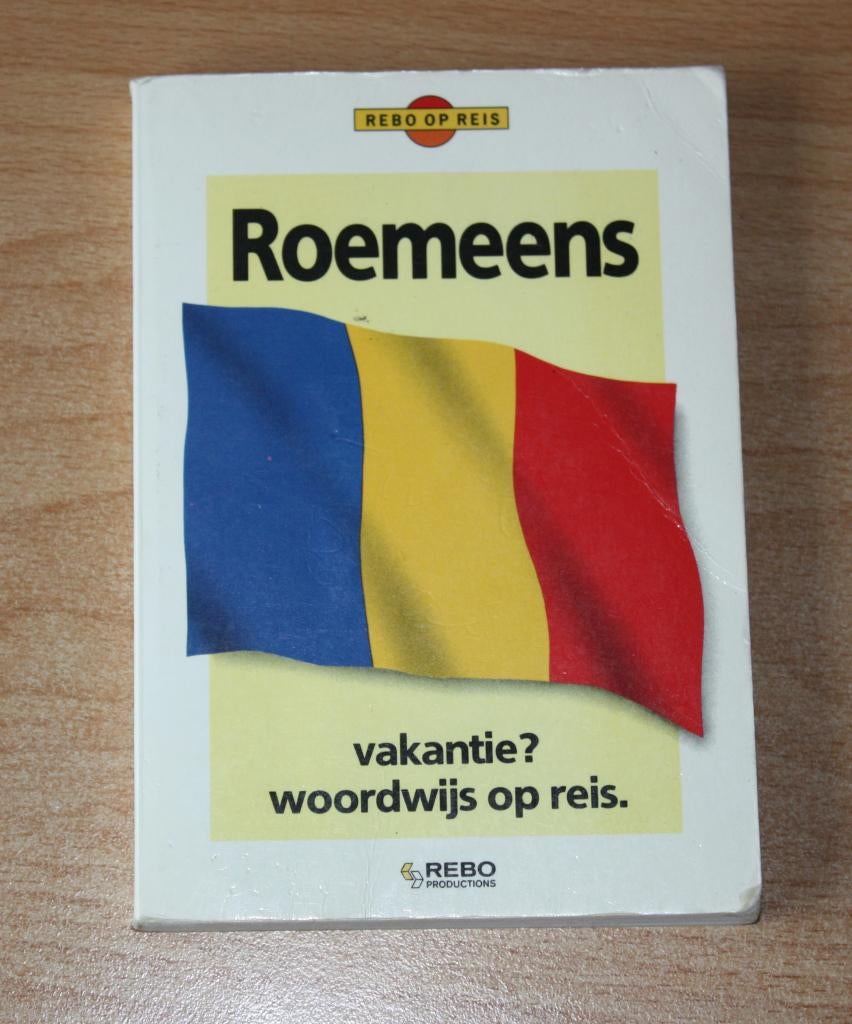 REBO OP REIS
Roemeens
vakantie?
woordwijs op reis.
REBO
PRODUCTIONS